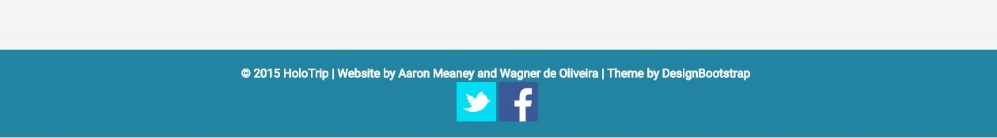 © 2015 HoloTrip | Website by Aaron Meaney and Wagner de Oliveira | Theme by DesignBootstrap